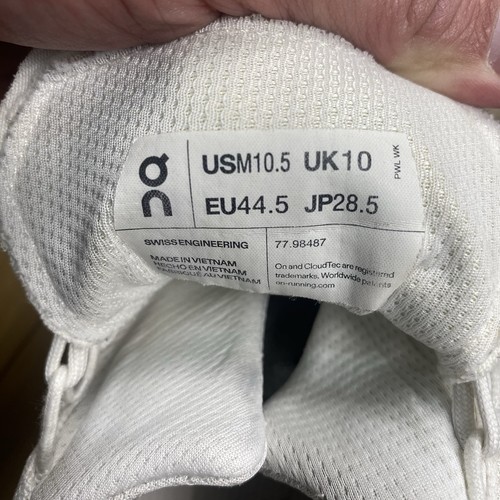 on
USM10.5 UK10
EU44.5 JP28.5
PWL WK
SWISS ENGINEERING
77.98487
MADE IN VIETNAM
HECHO EN VIETNAM
FABRIQUÉ AU VIETNAM
On and CloudTec are registered
trademarks. Worldwide patents
on-running.com